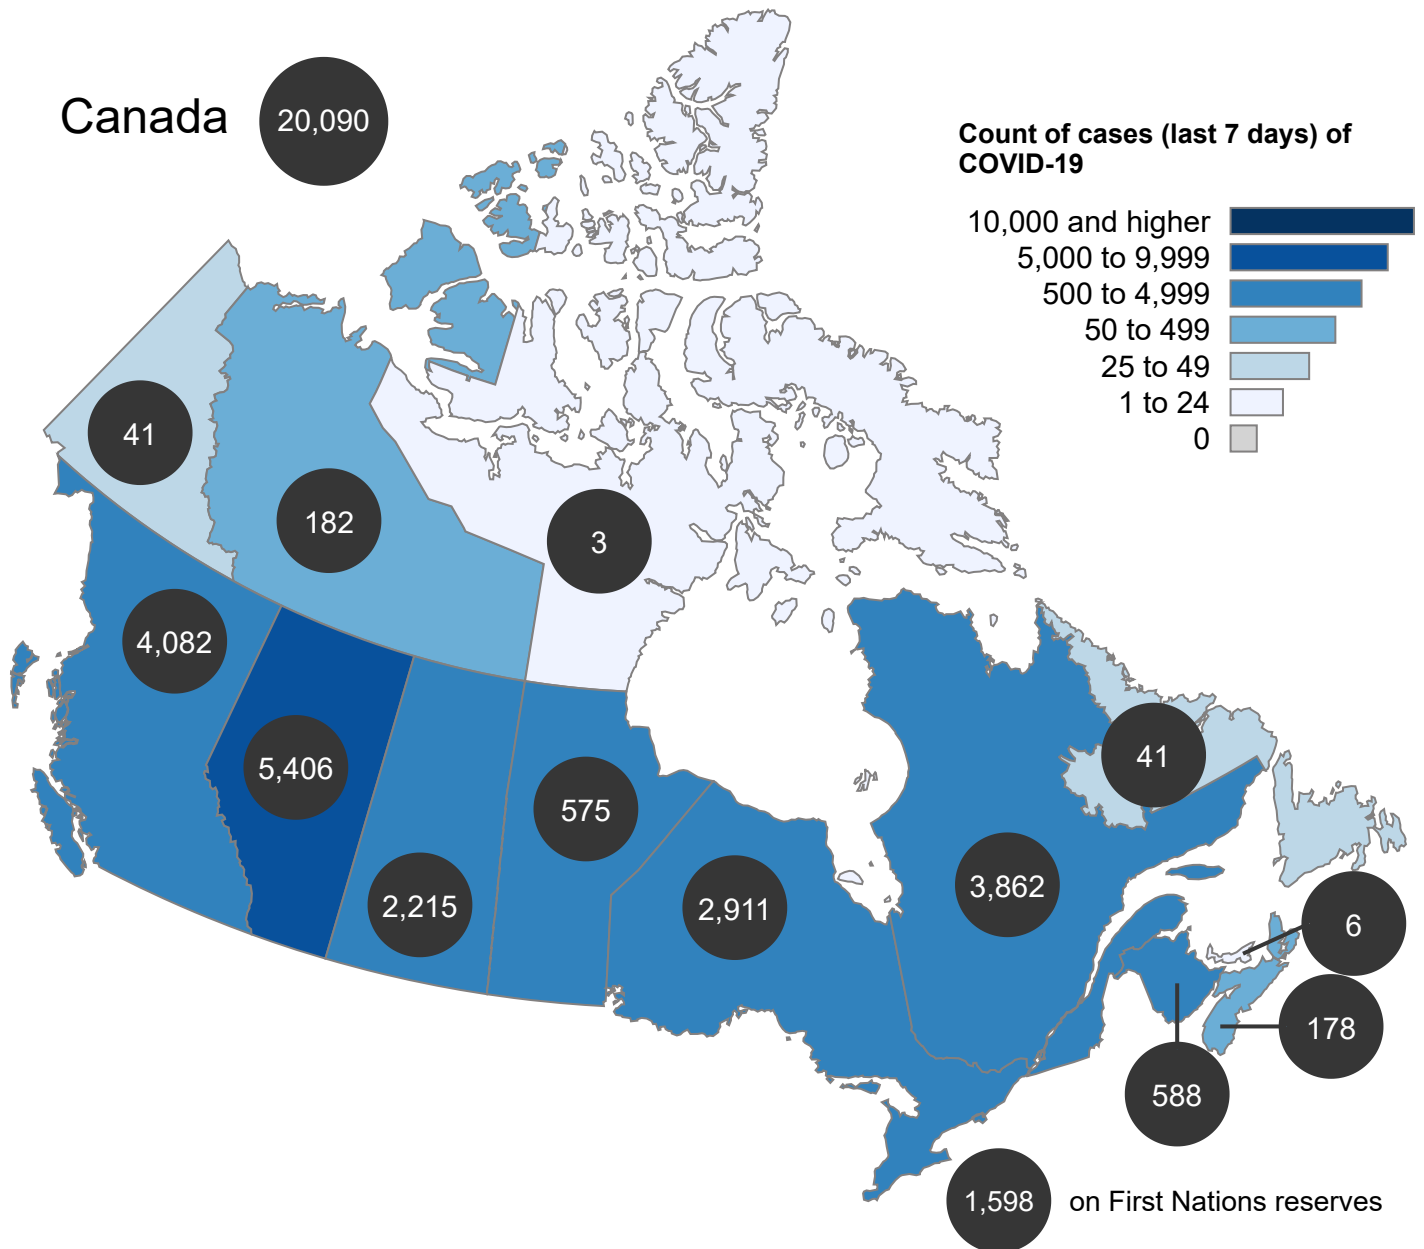 Canada
20,090
Count of cases (last 7 days) of
COVID-19
10,000 and higher
5,000 to 9,999
500 to 4,999
50 to 499
25 to 49
1 to 24
0
41
182
3
4,082
5,406
2,215
575
2,911
3,862
41
6
178
588
1,598 on First Nations reserves